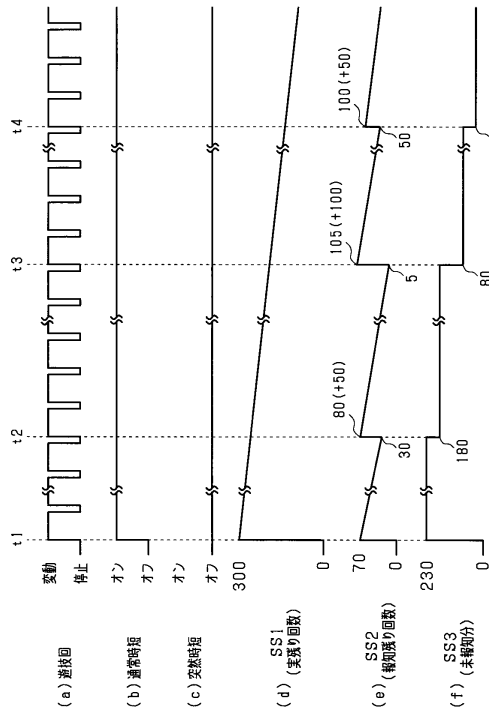 t1 t2 t3 t4
(a) 遊技回
変動
停止
(b) 通常時短
オン
オフ
(c) 突然時短
オン
オフ
(d) SS1
(実残り回数)
300
0
(e) SS2
(報知残り回数)
70
0
30
80(+50)
5
105(+100)
50
100(+50)
(f) SS3
(未報知分)
230
0
180
80